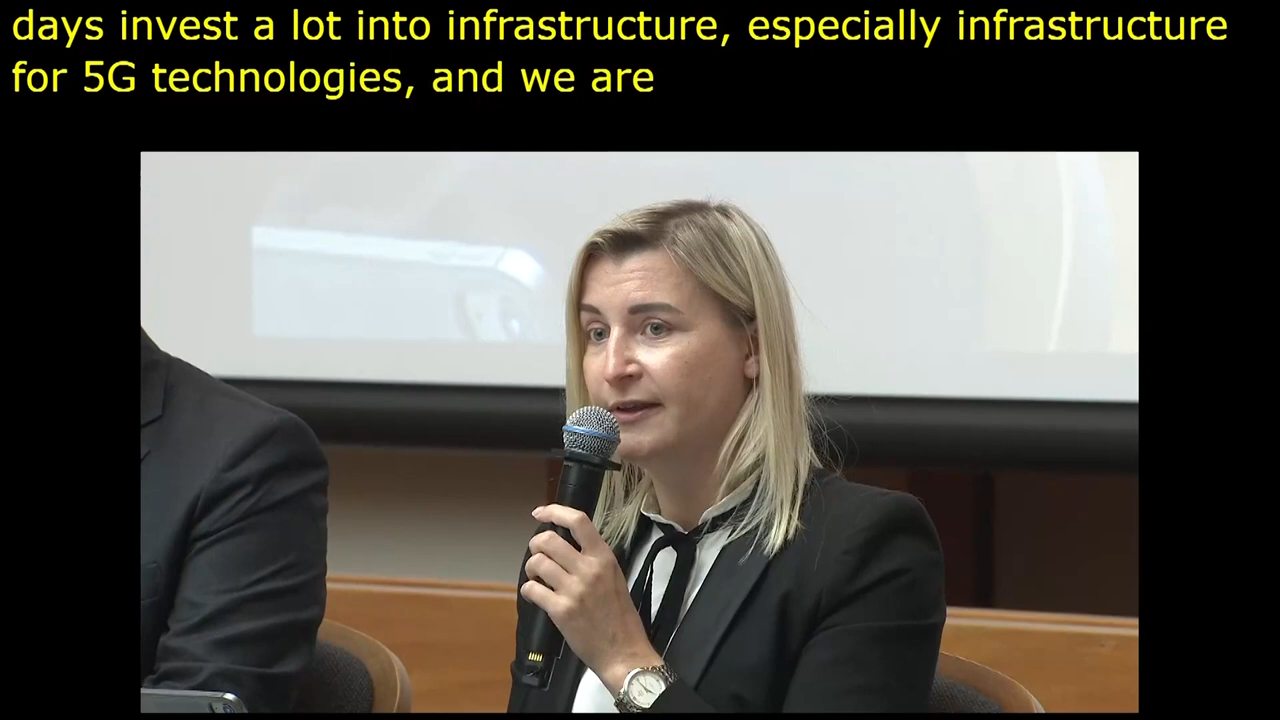 days invest a lot into infrastructure, especially infrastructure
for 5G technologies, and we are